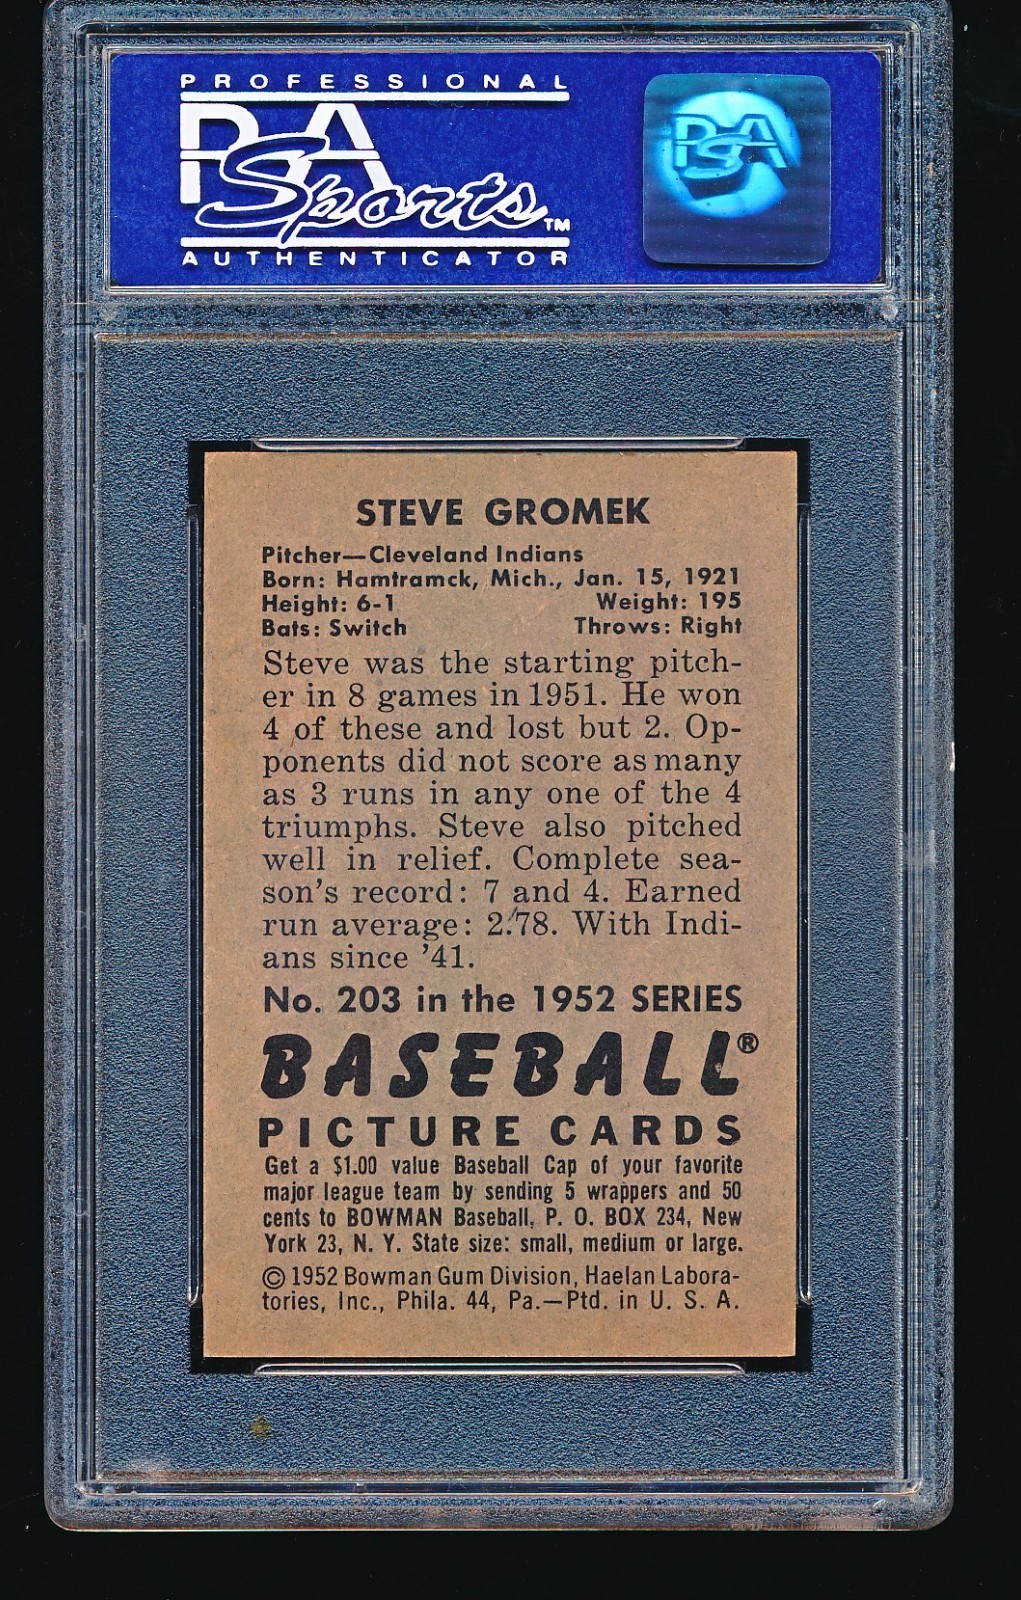 PROFESSIONAL
PSA
Sports™
AUTHENTICATOR
PSA
STEVE GROMEK
Pitcher—Cleveland Indians
Born: Hamtramck, Mich., Jan. 15, 1921
Height: 6-1 Weight: 195
Bats: Switch Throws: Right
Steve was the starting pitch-
er in 8 games in 1951. He won
4 of these and lost but 2. Op-
ponents did not score as many
as 3 runs in any one of the 4
triumphs. Steve also pitched
well in relief. Complete sea-
son's record: 7 and 4. Earned
run average: 2.78. With Indi-
ans since '41.
No. 203 in the 1952 SERIES
BASEBALL®
PICTURE CARDS
Get a $1.00 value Baseball Cap of your favorite
major league team by sending 5 wrappers and 50
cents to BOWMAN Baseball, P. O. BOX 234, New
York 23, N. Y. State size: small, medium or large.
© 1952 Bowman Gum Division, Haelan Labora-
tories, Inc., Phila. 44, Pa.—Ptd. in U. S. A.